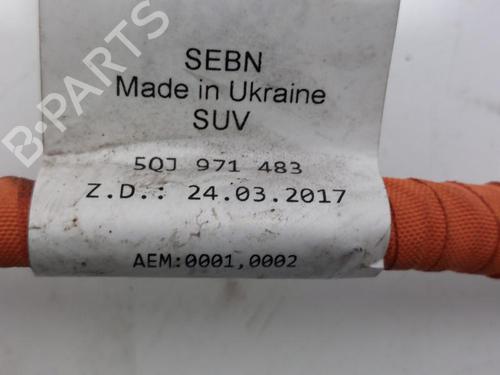 SEBN
Made in Ukraine
SUV
5QJ 971 483
Z.D.: 24.03.2017
AEM:0001,0002
B-PARTS